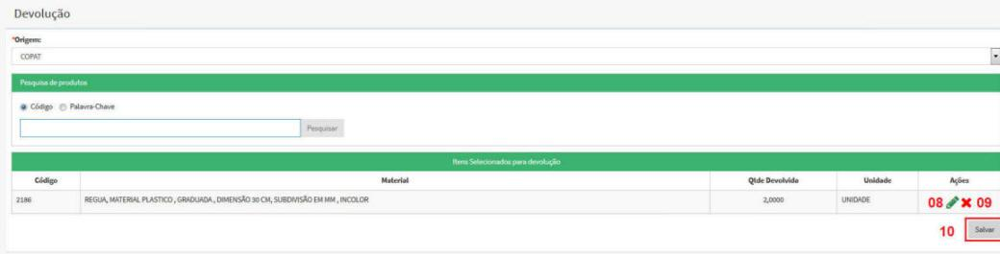 Devolução
*Origem:
COPAT
Pesquisa de produtos
Código Palavra-Chave
Pesquisar
Itens Selecionados para devolução
Código Material Qtde Devolvida Unidade Ações
2186 REGUA, MATERIAL PLASTICO , GRADUADA , DIMENSÃO 30 CM, SUBDIVISÃO EM MM , INCOLOR 2,0000 UNIDADE 08 09
10 Salvar